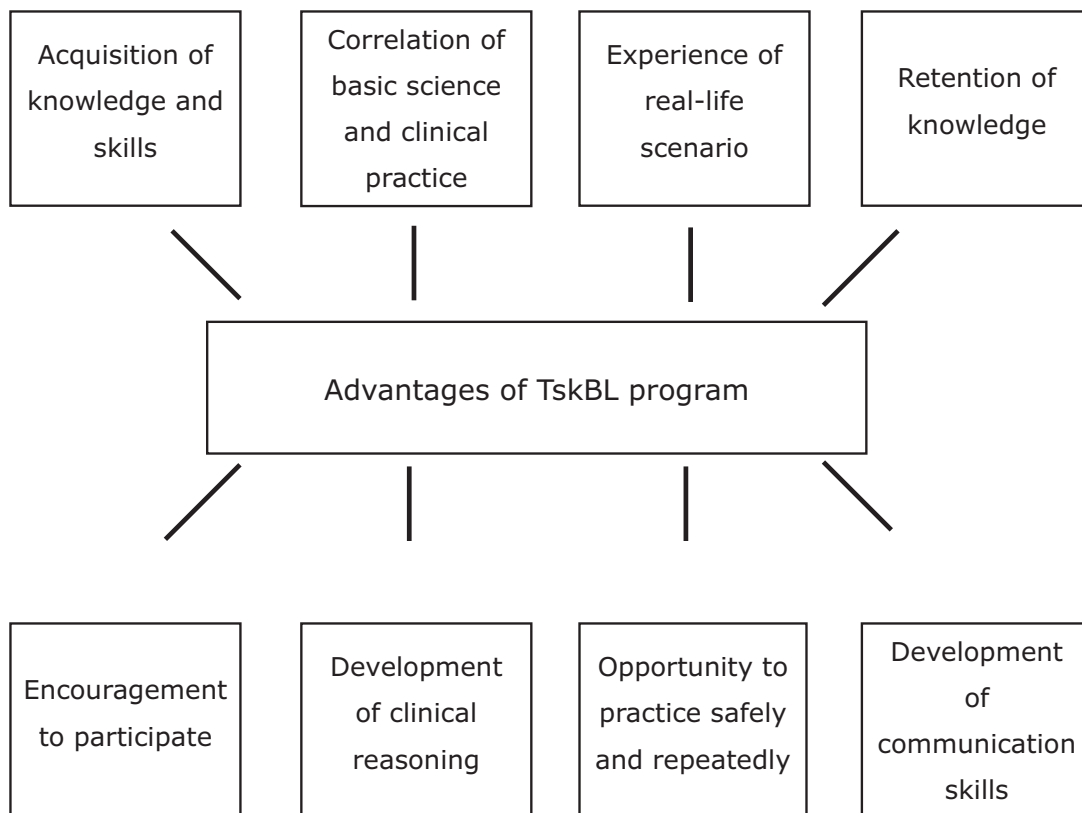 Acquisition of
knowledge and
skills
Correlation of
basic science
and clinical
practice
Experience of
real-life
scenario
Retention of
knowledge
Advantages of TskBL program
Encouragement
to participate
Development
of clinical
reasoning
Opportunity to
practice safely
and repeatedly
Development
of
communication
skills